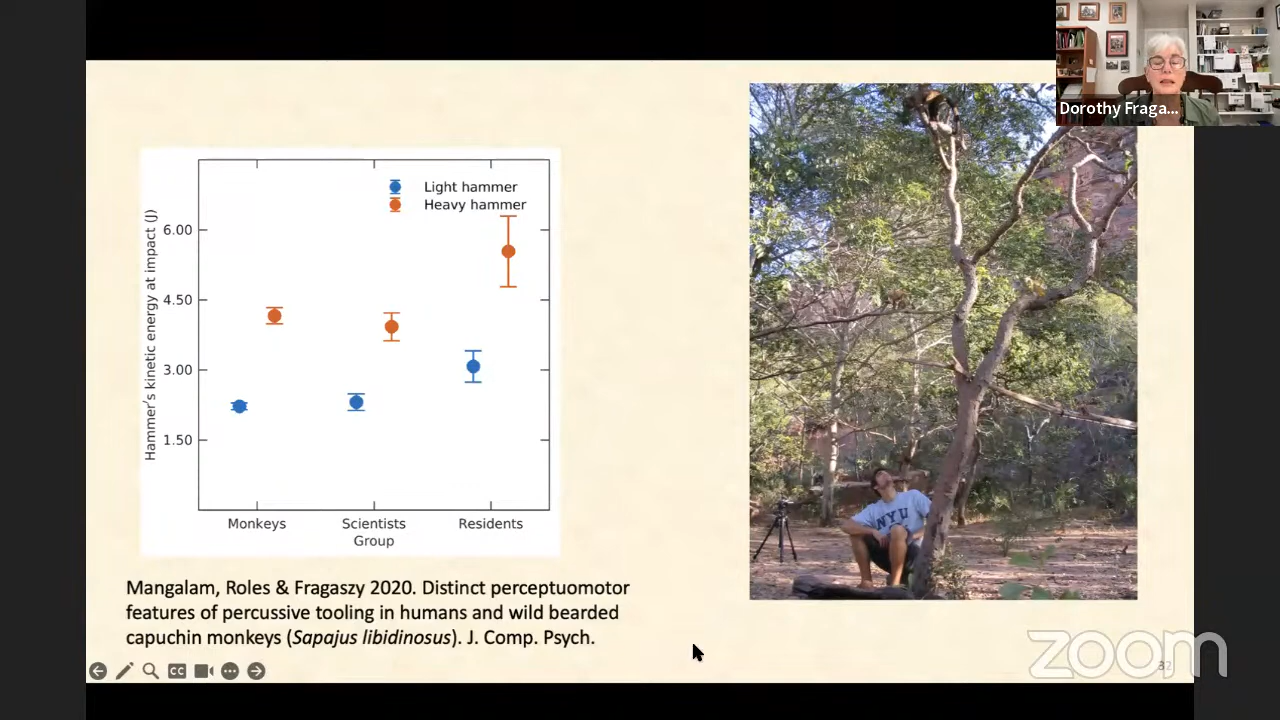 Dorothy Fraga...
Light hammer
Heavy hammer
Hammer's kinetic energy at impact (J)
6.00
4.50
3.00
1.50
Monkeys
Scientists
Residents
Group
NYU
Mangalam, Roles & Fragaszy 2020. Distinct perceptuomotor
features of percussive tooling in humans and wild bearded
capuchin monkeys (Sapajus libidinosus). J. Comp. Psych.
CC
zoom
32